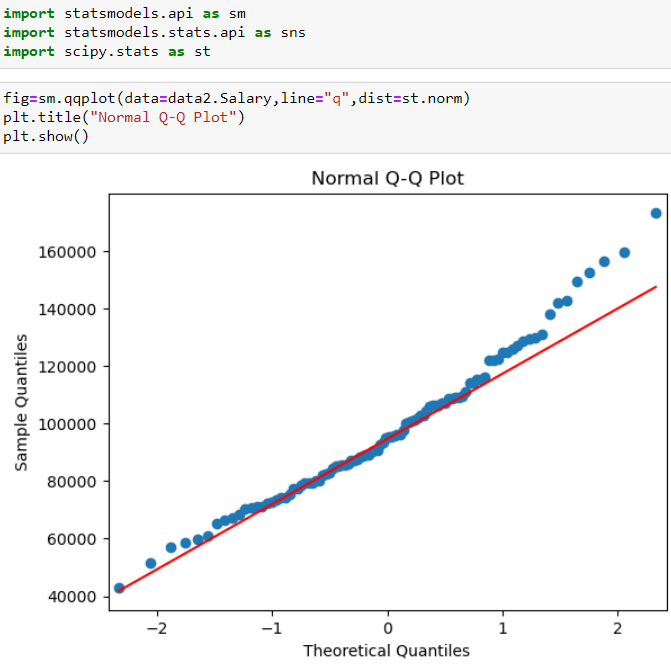 import statsmodels.api as sm
import statsmodels.stats.api as sns
import scipy.stats as st
fig=sm.qqplot(data=data2.Salary,line="q",dist=st.norm)
plt.title("Normal Q-Q Plot")
plt.show()
Normal Q-Q Plot
160000
140000
120000
100000
80000
60000
40000
Sample Quantiles
−2
−1
0
1
2
Theoretical Quantiles